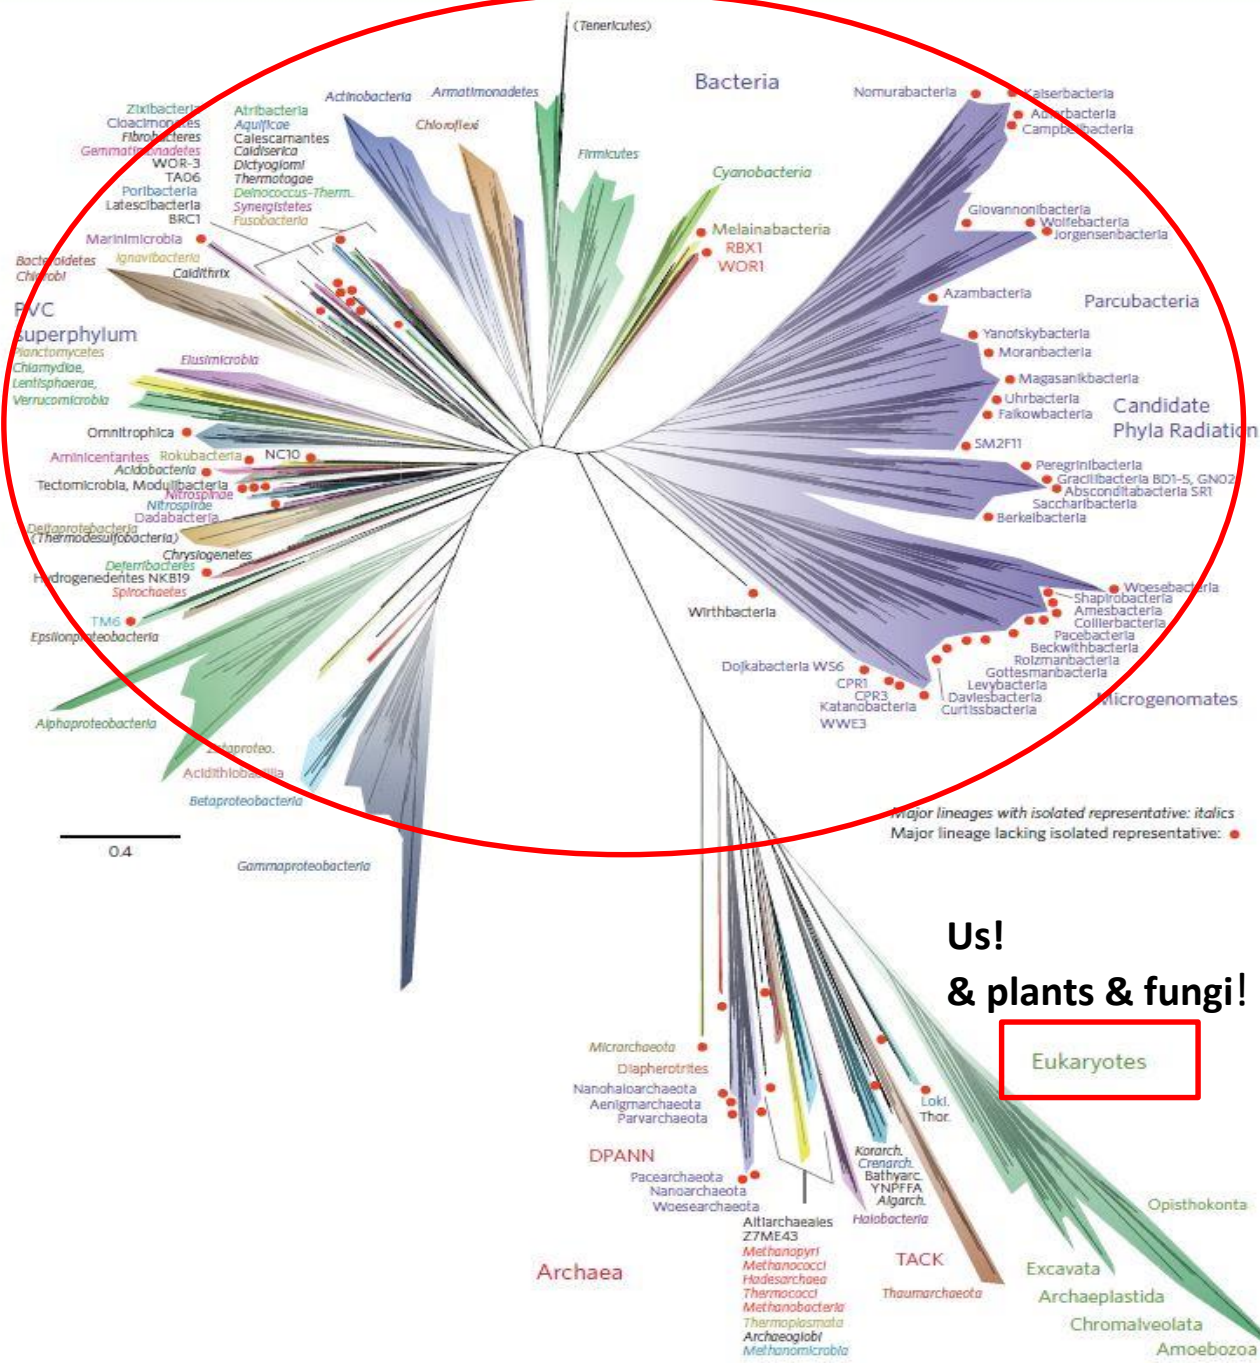 (Tenericutes)
Bacteria
Actinobacteria
Armatimonadetes
Nomurabacteria
Kaiserbacteria
Adlerbacteria
Campbellbacteria
Zixibacteria
Cloacimonetes
Fibrobacteres
Gemmatimonadetes
WOR-3
TA06
Poribacteria
Latescibacteria
BRC1
Atribacteria
Aquificae
Calescamantes
Caldiserica
Dictyoglomi
Thermotogae
Deinococcus-Therm.
Synergistetes
Fusobacteria
Chloroflexi
Firmicutes
Cyanobacteria
Melainabacteria
RBX1
WOR1
Giovannonibacteria
Wolfebacteria
Jorgensenbacteria
Marinimicrobia
Bacteroidetes
Ignavibacteria
Chlorobi
Caldithrix
Azambacteria
Parcubacteria
PVC
superphylum
Planctomycetes
Chlamydiae,
Lentisphaerae,
Verrucomicrobia
Elusimicrobia
Yanofskybacteria
Moranbacteria
Magasanikbacteria
Uhrbacteria
Falkowbacteria
Candidate
Phyla Radiation
SM2F11
Omnitrophica
Aminicentantes
Rokubacteria
NC10
Acidobacteria
Tectomicrobia, Modulibacteria
Nitrospinae
Nitrospirae
Dadabacteria
Deltaprotebacteria
(Thermodesulfobacteria)
Chrysiogenetes
Deferribacteres
Hydrogenedentes NKB19
Spirochaetes
TM6
Epsilonproteobacteria
Peregrinibacteria
Gracilibacteria BD1-5, GN02
Absconditabacteria SR1
Saccharibacteria
Berkelbacteria
Woesebacteria
Shapirobacteria
Amesbacteria
Collierbacteria
Pacebacteria
Beckwithbacteria
Roizmanbacteria
Gottesmanbacteria
Levybacteria
Daviesbacteria
Curtissbacteria
Microgenomates
Wirthbacteria
Dojkabacteria WS6
CPR1
CPR3
Katanobacteria
WWE3
Alphaproteobacteria
Zetaproteo.
Acidithiobacillia
Betaproteobacteria
Major lineages with isolated representative: italics
Major lineage lacking isolated representative:
0.4
Gammaproteobacteria
Us!
& plants & fungi!
Eukaryotes
Micrarchaeota
Diapherotrites
Nanohaloarchaeota
Aenigmarchaeota
Parvarchaeota
Loki.
Thor.
DPANN
Pacearchaeota
Nanoarchaeota
Woesearchaeota
Korarch.
Crenarch.
Bathyarc.
YNPFFA
Aigarch.
Opisthokonta
Altiarchaeales
Halobacteria
Z7ME43
Methanopyri
Methanococci
Hadesarchaea
Thermococci
Methanobacteria
Thermoplasmata
Archaeoglobi
Methanomicrobia
Archaea
TACK
Thaumarchaeota
Excavata
Archaeplastida
Chromalveolata
Amoebozoa